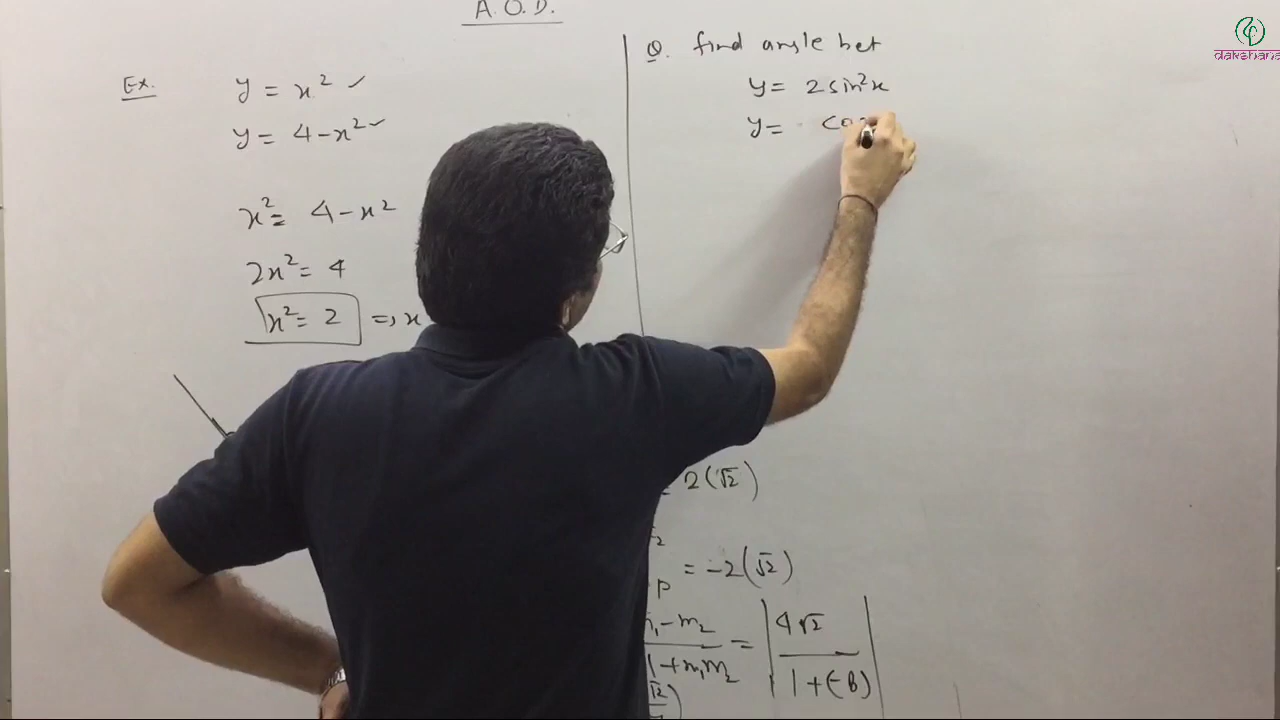 A.O.D.
Ex.
y = x² ✓
y = 4 - x² ✓
x² = 4 - x²
2x² = 4
x² = 2 ⇒ x
= 2(√2)
= -2(√2)
m₁ - m₂
1 + m₁m₂
= | 4√2
1 + (-8) |
Q. find angle bet
y = 2sin²x
y =
dakshana